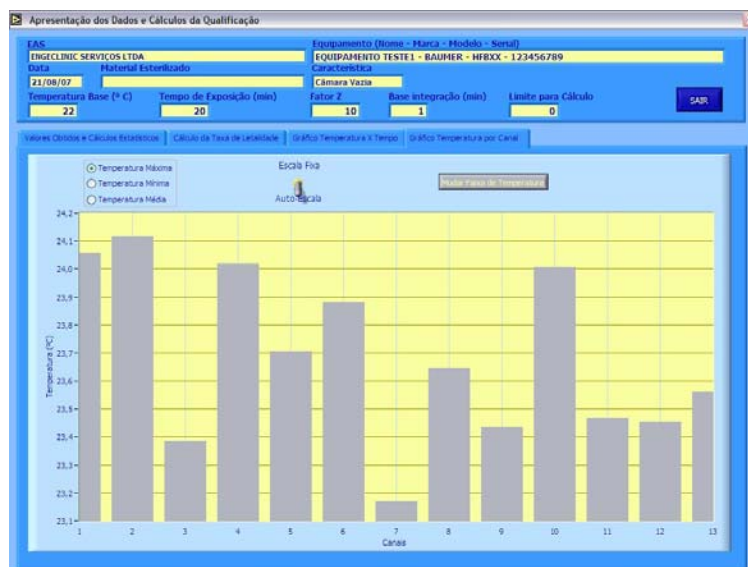 Apresentação dos Dados e Cálculos da Qualificação
EAS
ENGECLINIC SERVIÇOS LTDA
Equipamento (Nome - Marca - Modelo - Serial)
EQUIPAMENTO TESTE1 - BAUMER - HFBXX - 123456789
Data Material Esterilizado Característica
21/08/07 Câmara Vazia
Temperatura Base (º C) Tempo de Exposição (min) Fator Z Base integração (min) Limite para Cálculo
22 20 10 1 0
SAIR
Valores Obtidos e Cálculos Estatísticos Cálculo da Taxa de Letalidade Gráfico Temperatura X Tempo Gráfico Temperatura por Canal
Temperatura Máxima
Temperatura Mínima
Temperatura Média
Escala Fixa
Auto-Escala
Mudar Faixa de Temperatura
Temperatura (ºC)
24,2
24,1
24,0
23,9
23,8
23,7
23,6
23,5
23,4
23,3
23,2
23,1
1 2 3 4 5 6 7 8 9 10 11 12 13
Canais